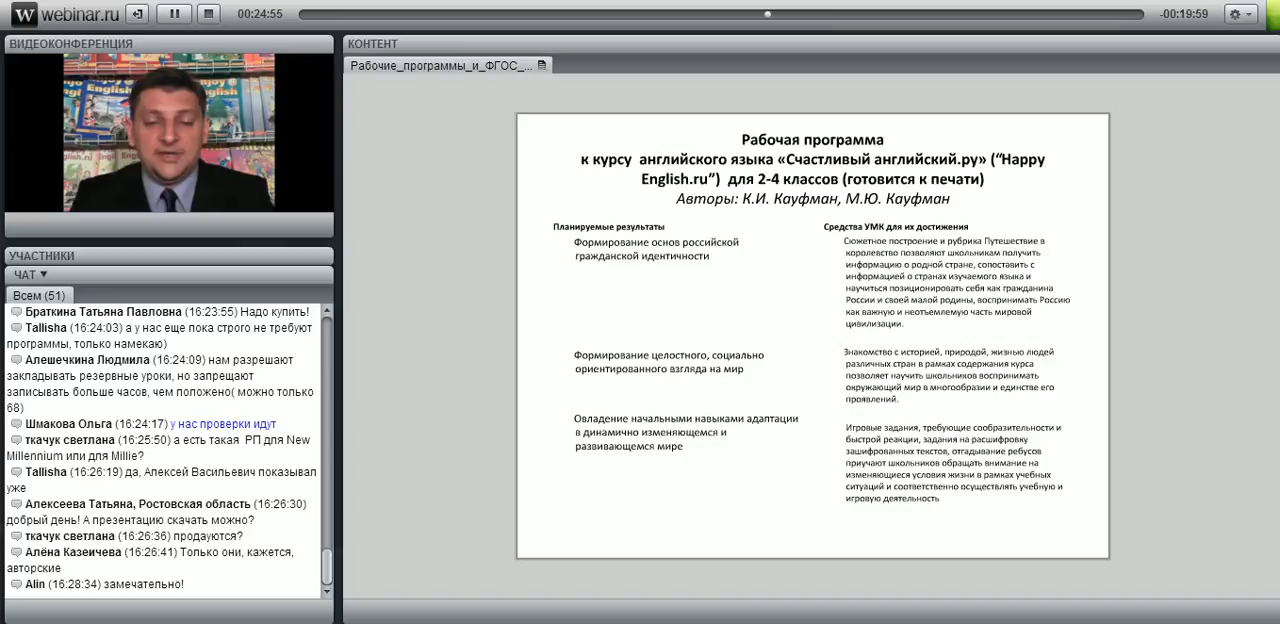 W webinar.ru
00:24:55
-00:19:59
ВИДЕОКОНФЕРЕНЦИЯ
Enjoy
English
English
УЧАСТНИКИ
ЧАТ
Всем (51)
Браткина Татьяна Павловна (16:23:55) Надо купить!
Tallisha (16:24:03) а у нас еще пока строго не требуют
программы, только намекаю)
Алешечкина Людмила (16:24:09) нам разрешают
закладывать резервные уроки, но запрещают
записывать больше часов, чем положено( можно только
68)
Шмакова Ольга (16:24:17) у нас проверки идут
ткачук светлана (16:25:50) а есть такая РП для New
Millennium или для Millie?
Tallisha (16:26:19) да, Алексей Васильевич показывал
уже
Алексеева Татьяна, Ростовская область (16:26:30)
добрый день! А презентацию скачать можно?
ткачук светлана (16:26:36) продаются?
Алёна Казеичева (16:26:41) Только они, кажется,
авторские
Alin (16:28:34) замечательно!
КОНТЕНТ
Рабочие_программы_и_ФГОС_...
Рабочая программа
к курсу английского языка «Счастливый английский.ру» (“Happy
English.ru”) для 2-4 классов (готовится к печати)
Авторы: К.И. Кауфман, М.Ю. Кауфман
Планируемые результаты
Формирование основ российской
гражданской идентичности
Формирование целостного, социально
ориентированного взгляда на мир
Овладение начальными навыками адаптации
в динамично изменяющемся и
развивающемся мире
Средства УМК для их достижения
Сюжетное построение и рубрика Путешествие в
королевство позволяют школьникам получить
информацию о родной стране, сопоставить с
информацией о странах изучаемого языка и
научиться позиционировать себя как гражданина
России и своей малой родины, воспринимать Россию
как важную и неотъемлемую часть мировой
цивилизации.
Знакомство с историей, природой, жизнью людей
различных стран в рамках содержания курса
позволяет научить школьников воспринимать
окружающий мир в многообразии и единстве его
проявлений.
Игровые задания, требующие сообразительности и
быстрой реакции, задания на расшифровку
зашифрованных текстов, отгадывание ребусов
приучают школьников обращать внимание на
изменяющиеся условия жизни в рамках учебных
ситуаций и соответственно осуществлять учебную и
игровую деятельность